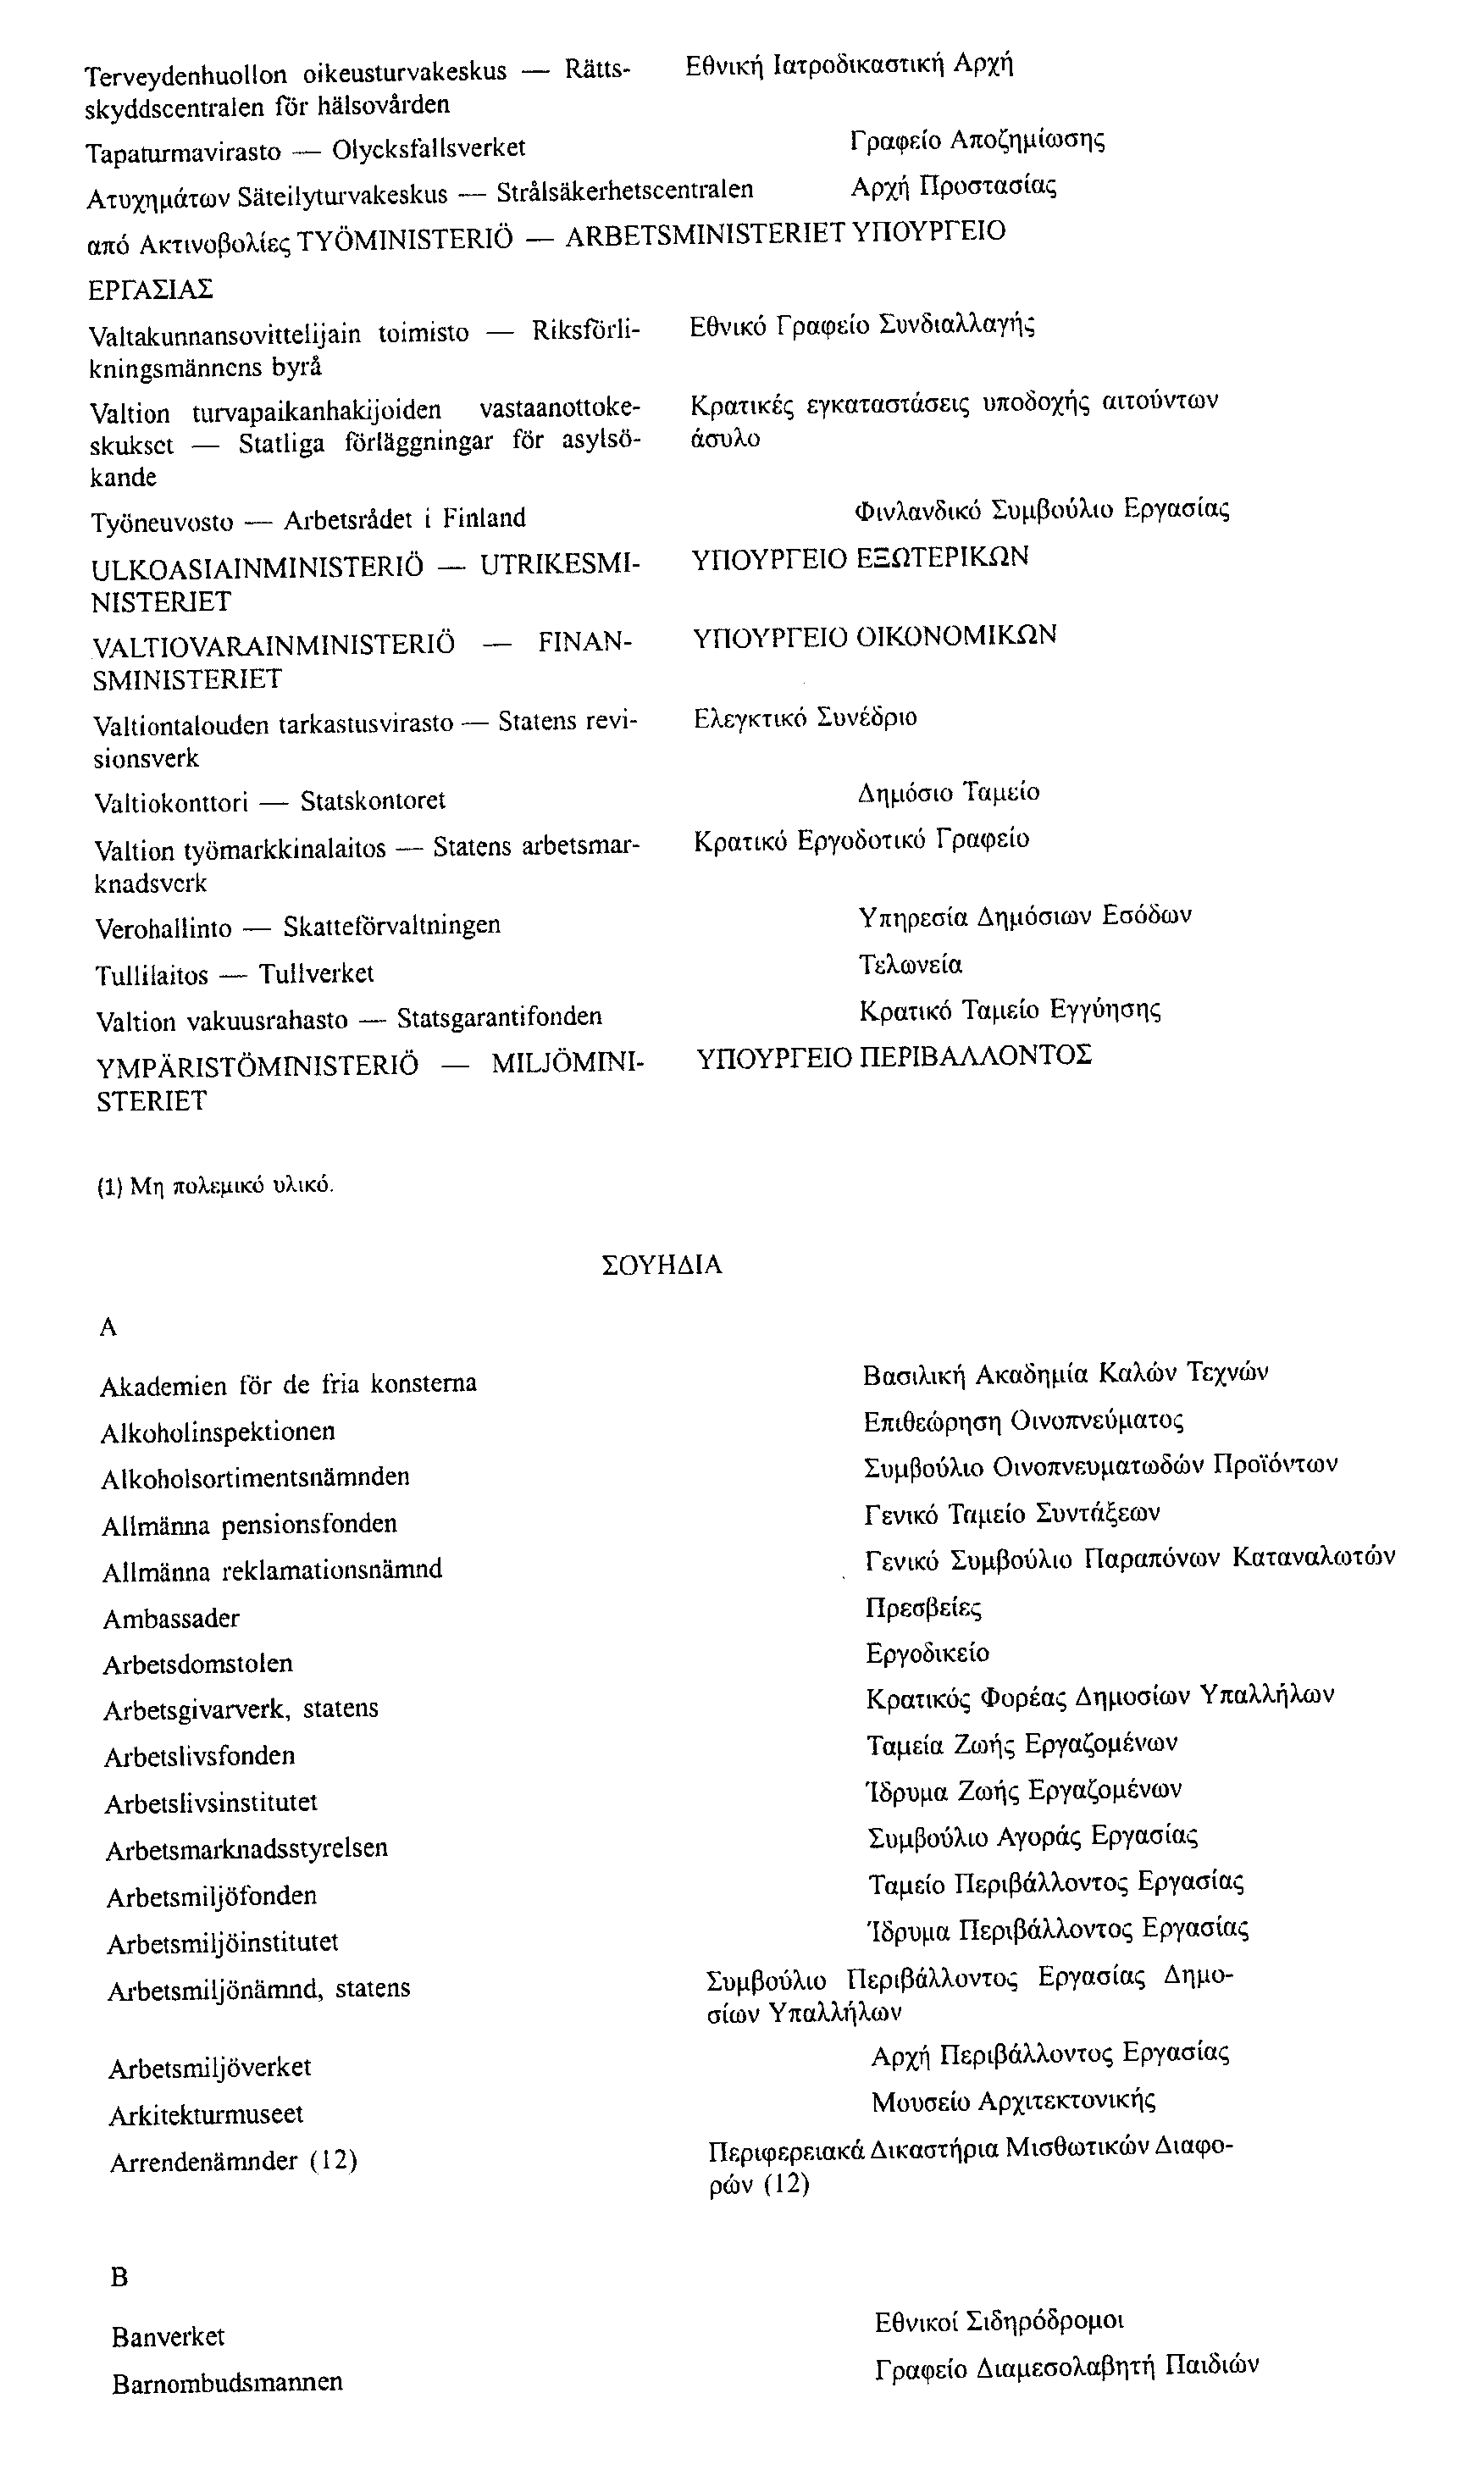 Terveydenhuollon oikeusturvakeskus — Rätts- Εθνική Ιατροδικαστική Αρχή
skyddscentralen för hälsovården
Tapaturmavirasto — Olycksfallsverket Γραφείο Αποζημίωσης
Ατυχημάτων Säteilyturvakeskus — Strålsäkerhetscentralen Αρχή Προστασίας
από Ακτινοβολίες TYÖMINISTERIÖ — ARBETSMINISTERIET ΥΠΟΥΡΓΕΙΟ
ΕΡΓΑΣΙΑΣ
Valtakunnansovittelijain toimisto — Riksförli- Εθνικό Γραφείο Συνδιαλλαγής
kningsmännens byrå
Valtion turvapaikanhakijoiden vastaanottoke- Κρατικές εγκαταστάσεις υποδοχής αιτούντων
skukset — Statliga förläggningar för asylsö- άσυλο
kande
Työneuvosto — Arbetsrådet i Finland Φινλανδικό Συμβούλιο Εργασίας
ULKOASIAINMINISTERIÖ — UTRIKESMI- ΥΠΟΥΡΓΕΙΟ ΕΞΩΤΕΡΙΚΩΝ
NISTERIET
VALTIOVARAINMINISTERIÖ — FINAN- ΥΠΟΥΡΓΕΙΟ ΟΙΚΟΝΟΜΙΚΩΝ
SMINISTERIET
Valtiontalouden tarkastusvirasto — Statens revi- Ελεγκτικό Συνέδριο
sionsverk
Valtiokonttori — Statskontoret Δημόσιο Ταμείο
Valtion työmarkkinalaitos — Statens arbetsmar- Κρατικό Εργοδοτικό Γραφείο
knadsverk
Verohallinto — Skatteförvaltningen Υπηρεσία Δημόσιων Εσόδων
Tullilaitos — Tullverket Τελωνεία
Valtion vakuusrahasto — Statsgarantifonden Κρατικό Ταμείο Εγγύησης
YMPÄRISTÖMINISTERIÖ — MILJÖMINI- ΥΠΟΥΡΓΕΙΟ ΠΕΡΙΒΑΛΛΟΝΤΟΣ
STERIET
(1) Μη πολεμικό υλικό.
ΣΟΥΗΔΙΑ
A
Akademien för de fria konsterna Βασιλική Ακαδημία Καλών Τεχνών
Alkoholinspektionen Επιθεώρηση Οινοπνεύματος
Alkoholsortimentsnämnden Συμβούλιο Οινοπνευματωδών Προϊόντων
Allmänna pensionsfonden Γενικό Ταμείο Συντάξεων
Allmänna reklamationsnämnd Γενικό Συμβούλιο Παραπόνων Καταναλωτών
Ambassader Πρεσβείες
Arbetsdomstolen Εργοδικείο
Arbetsgivarverk, statens Κρατικός Φορέας Δημοσίων Υπαλλήλων
Arbetslivsfonden Ταμεία Ζωής Εργαζομένων
Arbetslivsinstitutet Ίδρυμα Ζωής Εργαζομένων
Arbetsmarknadsstyrelsen Συμβούλιο Αγοράς Εργασίας
Arbetsmiljöfonden Ταμείο Περιβάλλοντος Εργασίας
Arbetsmiljöinstitutet Ίδρυμα Περιβάλλοντος Εργασίας
Arbetsmiljönämnd, statens Συμβούλιο Περιβάλλοντος Εργασίας Δημο-
σίων Υπαλλήλων
Arbetsmiljöverket Αρχή Περιβάλλοντος Εργασίας
Arkitekturmuseet Μουσείο Αρχιτεκτονικής
Arrendenämnder (12) Περιφερειακά Δικαστήρια Μισθωτικών Διαφο-
ρών (12)
B
Banverket Εθνικοί Σιδηρόδρομοι
Barnombudsmannen Γραφείο Διαμεσολαβητή Παιδιών